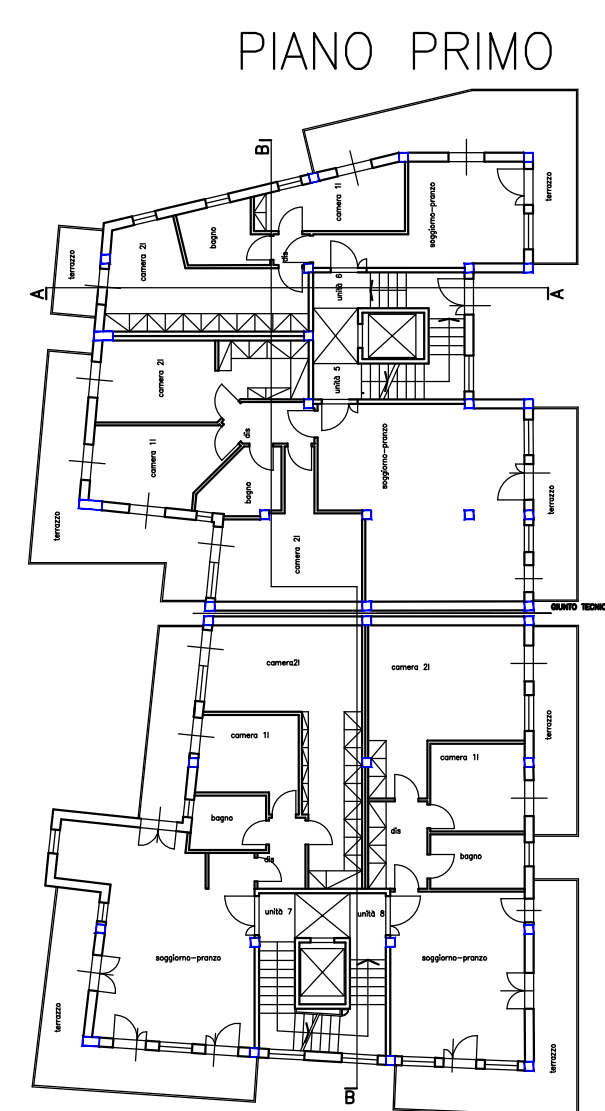 PIANO PRIMO
B
terrazzo
camera 1l
soggiorno-pranzo
bagno
camera 2l
dis
terrazzo
A
A
unità 6
unità 5
camera 2l
camera 1l
dis
bagno
soggiorno-pranzo
terrazzo
terrazzo
camera 2l
GIUNTO TECNIC
camera2l
camera 2l
terrazzo
camera 1l
camera 1l
bagno
dis
dis
bagno
unità 7
unità 8
soggiorno-pranzo
soggiorno-pranzo
terrazzo
terrazzo
B